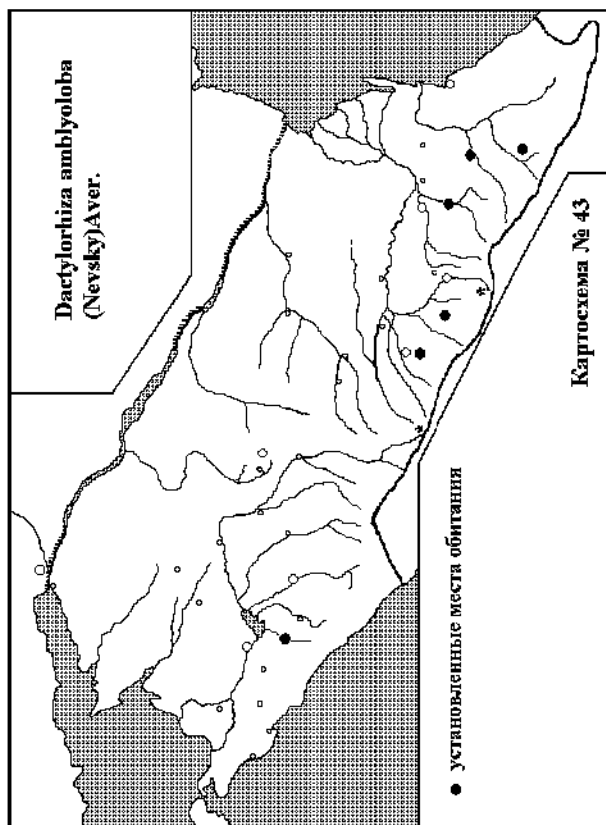 Dactylorhiza amblyoloba
(Nevsky)Aver.
Картосхема № 43
установленные места обитания